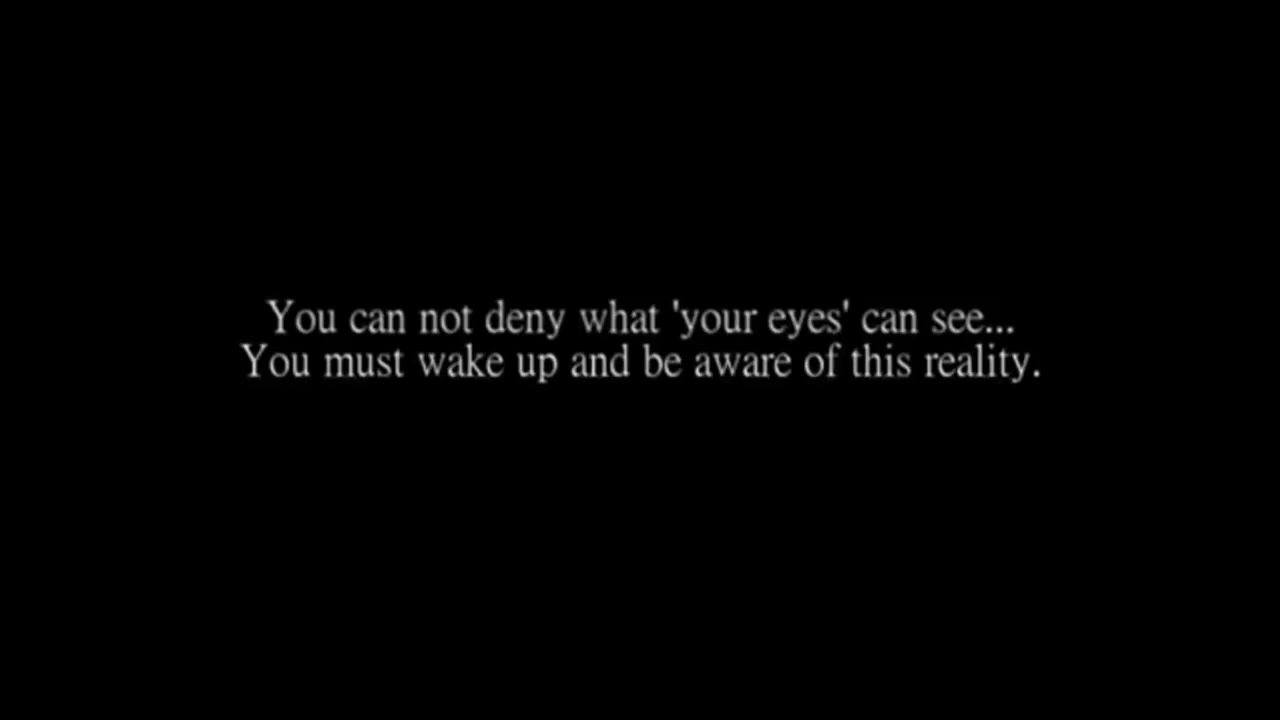 You can not deny what 'your eyes' can see...
You must wake up and be aware of this reality.